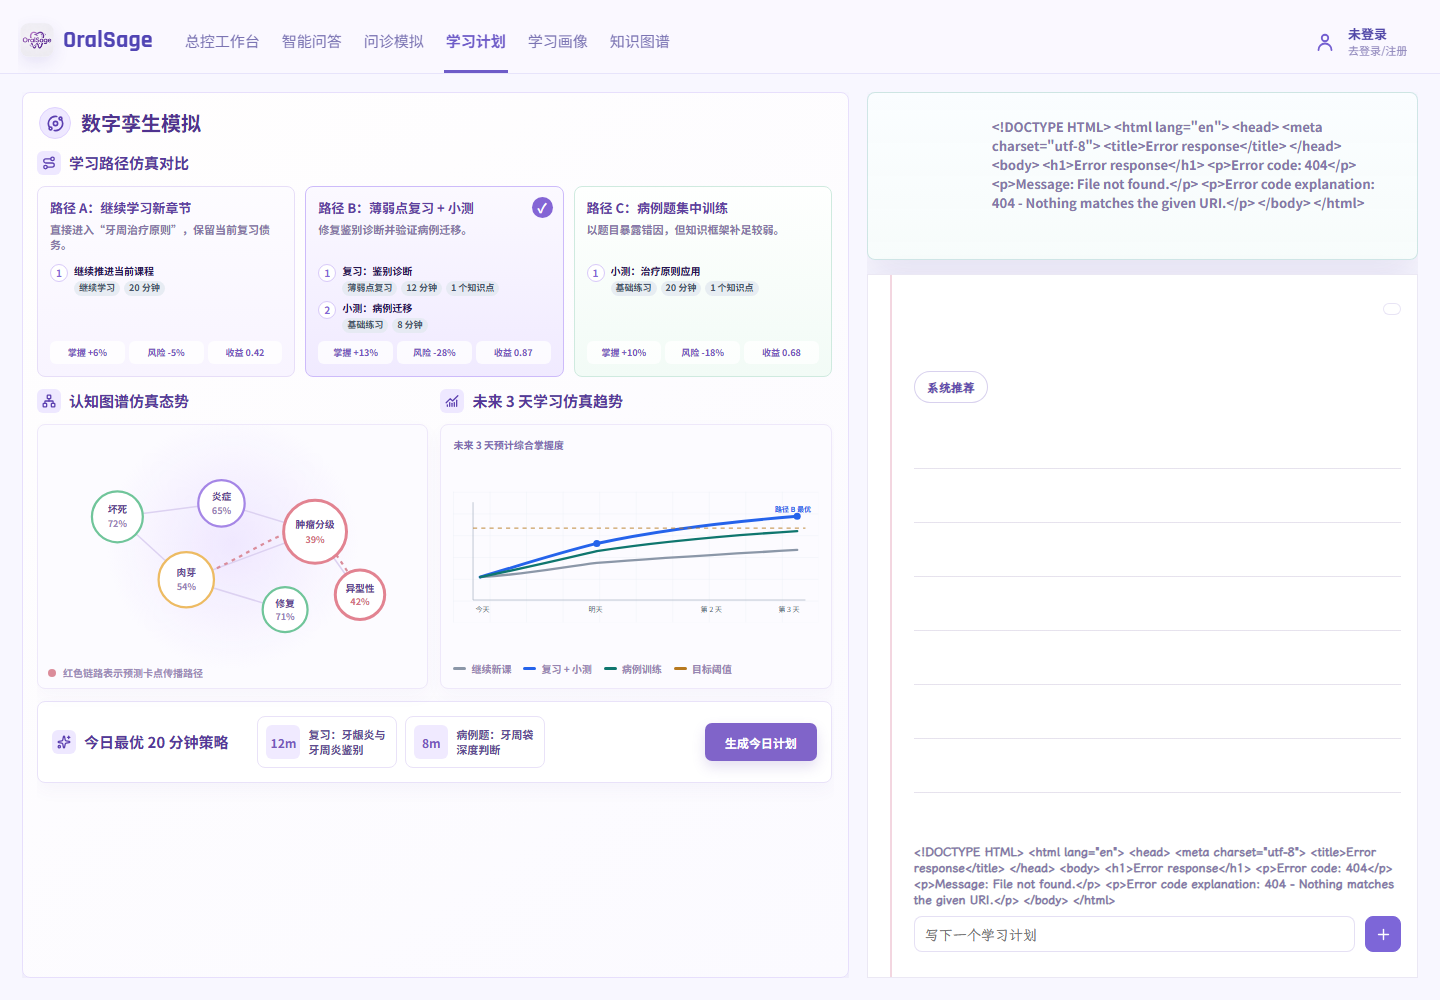 OralSage
OralSage
总控工作台
智能问答
问诊模拟
学习计划
学习画像
知识图谱
未登录
去登录/注册
数字孪生模拟
学习路径仿真对比
路径 A：继续学习新章节
直接进入“牙周治疗原则”，保留当前复习债
务。
1 继续推进当前课程
继续学习 20 分钟
掌握 +6% 风险 -5% 收益 0.42
路径 B：薄弱点复习 + 小测
修复鉴别诊断并验证病例迁移。
1 复习：鉴别诊断
薄弱点复习 12 分钟 1 个知识点
2 小测：病例迁移
基础练习 8 分钟
掌握 +13% 风险 -28% 收益 0.87
路径 C：病例题集中训练
以题目暴露错因，但知识框架补足较弱。
1 小测：治疗原则应用
基础练习 20 分钟 1 个知识点
掌握 +10% 风险 -18% 收益 0.68
认知图谱仿真态势
坏死
72%
炎症
65%
肿瘤分级
39%
肉芽
54%
修复
71%
异型性
42%
红色链路表示预测卡点传播路径
未来 3 天学习仿真趋势
未来 3 天预计综合掌握度
路径 B 最优
今天 明天 第 2 天 第 3 天
继续新课 复习 + 小测 病例训练 目标阈值
今日最优 20 分钟策略
12m
复习：牙龈炎与
牙周炎鉴别
8m
病例题：牙周袋
深度判断
生成今日计划
<!DOCTYPE HTML> <html lang="en"> <head> <meta
charset="utf-8"> <title>Error response</title> </head>
<body> <h1>Error response</h1> <p>Error code: 404</p>
<p>Message: File not found.</p> <p>Error code explanation:
404 - Nothing matches the given URI.</p> </body> </html>
系统推荐
<!DOCTYPE HTML> <html lang="en"> <head> <meta charset="utf-8"> <title>Error
response</title> </head> <body> <h1>Error response</h1> <p>Error code: 404</p>
<p>Message: File not found.</p> <p>Error code explanation: 404 - Nothing matches
the given URI.</p> </body> </html>
写下一个学习计划